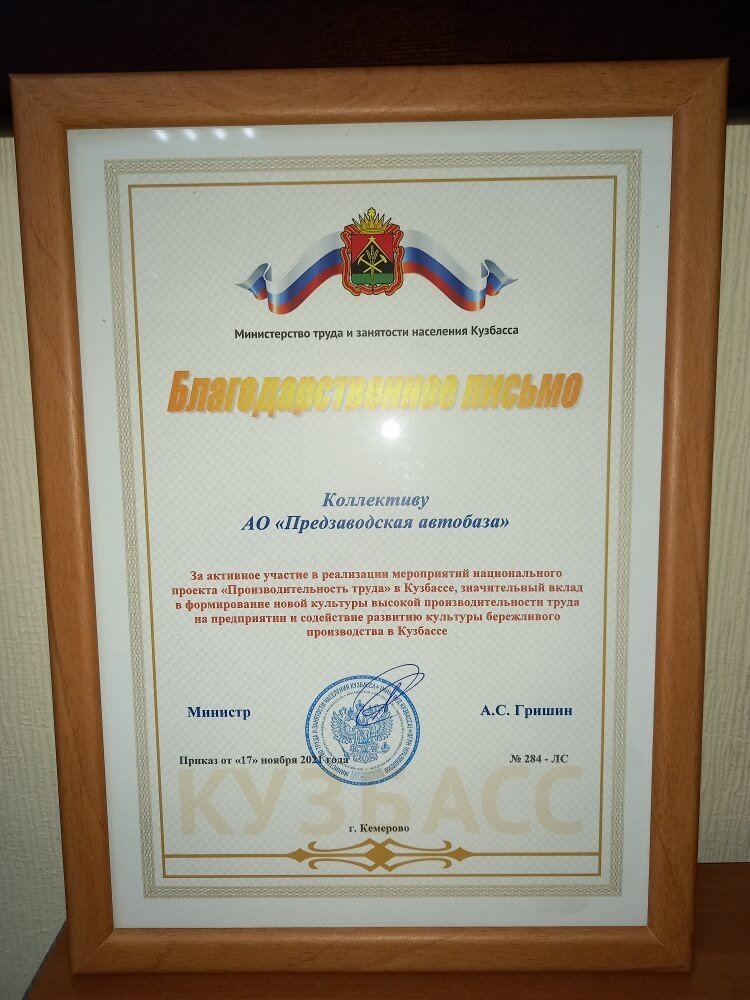 Министерство труда и занятости населения Кузбасса
Благодарственное письмо
Коллективу
АО «Предзаводская автобаза»
За активное участие в реализации мероприятий национального
проекта «Производительность труда» в Кузбассе, значительный вклад
в формирование новой культуры высокой производительности труда
на предприятии и содействие развитию культуры бережливого
производства в Кузбассе
Министр
А.С. Гришин
Приказ от «17» ноября 2021 года
№ 284 - ЛС
КУЗБАСС
г. Кемерово